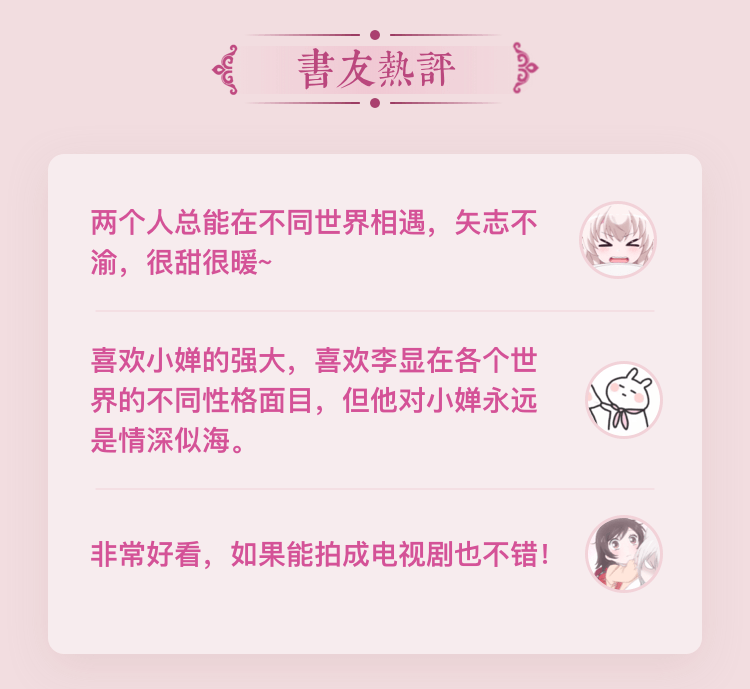 書友熱評
两个人总能在不同世界相遇，矢志不
渝，很甜很暖~
喜欢小婵的强大，喜欢李显在各个世
界的不同性格面目，但他对小婵永远
是情深似海。
非常好看，如果能拍成电视剧也不错！